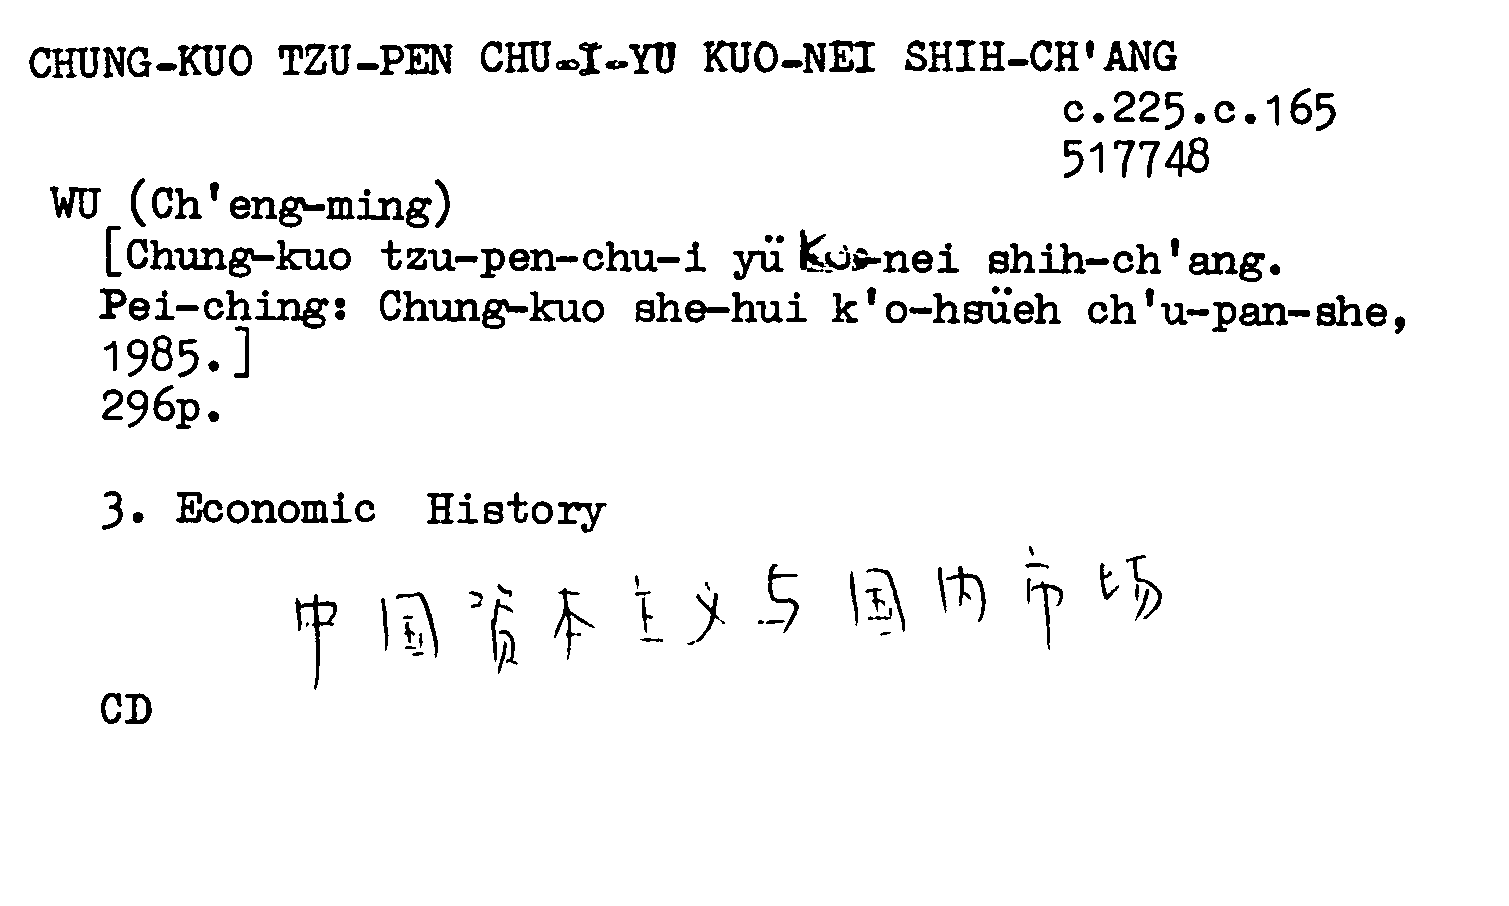 CHUNG-KUO TZU-PEN CHU-I-YU KUO-NEI SHIH-CH'ANG
c.225.c.165
517748
WU (Ch'eng-ming)
[Chung-kuo tzu-pen-chu-i yü Kuo-nei shih-ch'ang.
Pei-ching: Chung-kuo she-hui k'o-hsüeh ch'u-pan-she,
1985.]
296p.
3. Economic History
中国资本主义与国内市场
CD